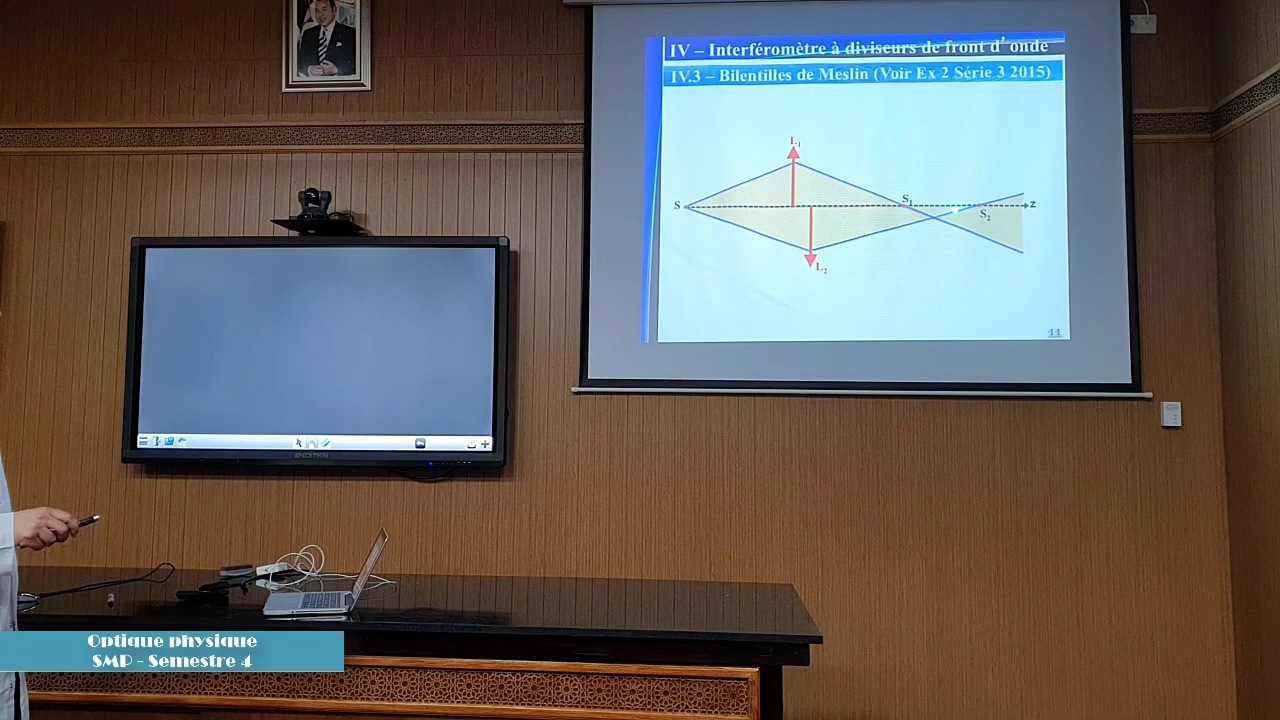 IV – Interféromètre à diviseurs de front d'onde
IV.3 – Bilentilles de Meslin (Voir Ex 2 Série 3 2015)
L1
S
S1
S2
z
L2
11
Optique physique
SMP - Semestre 4